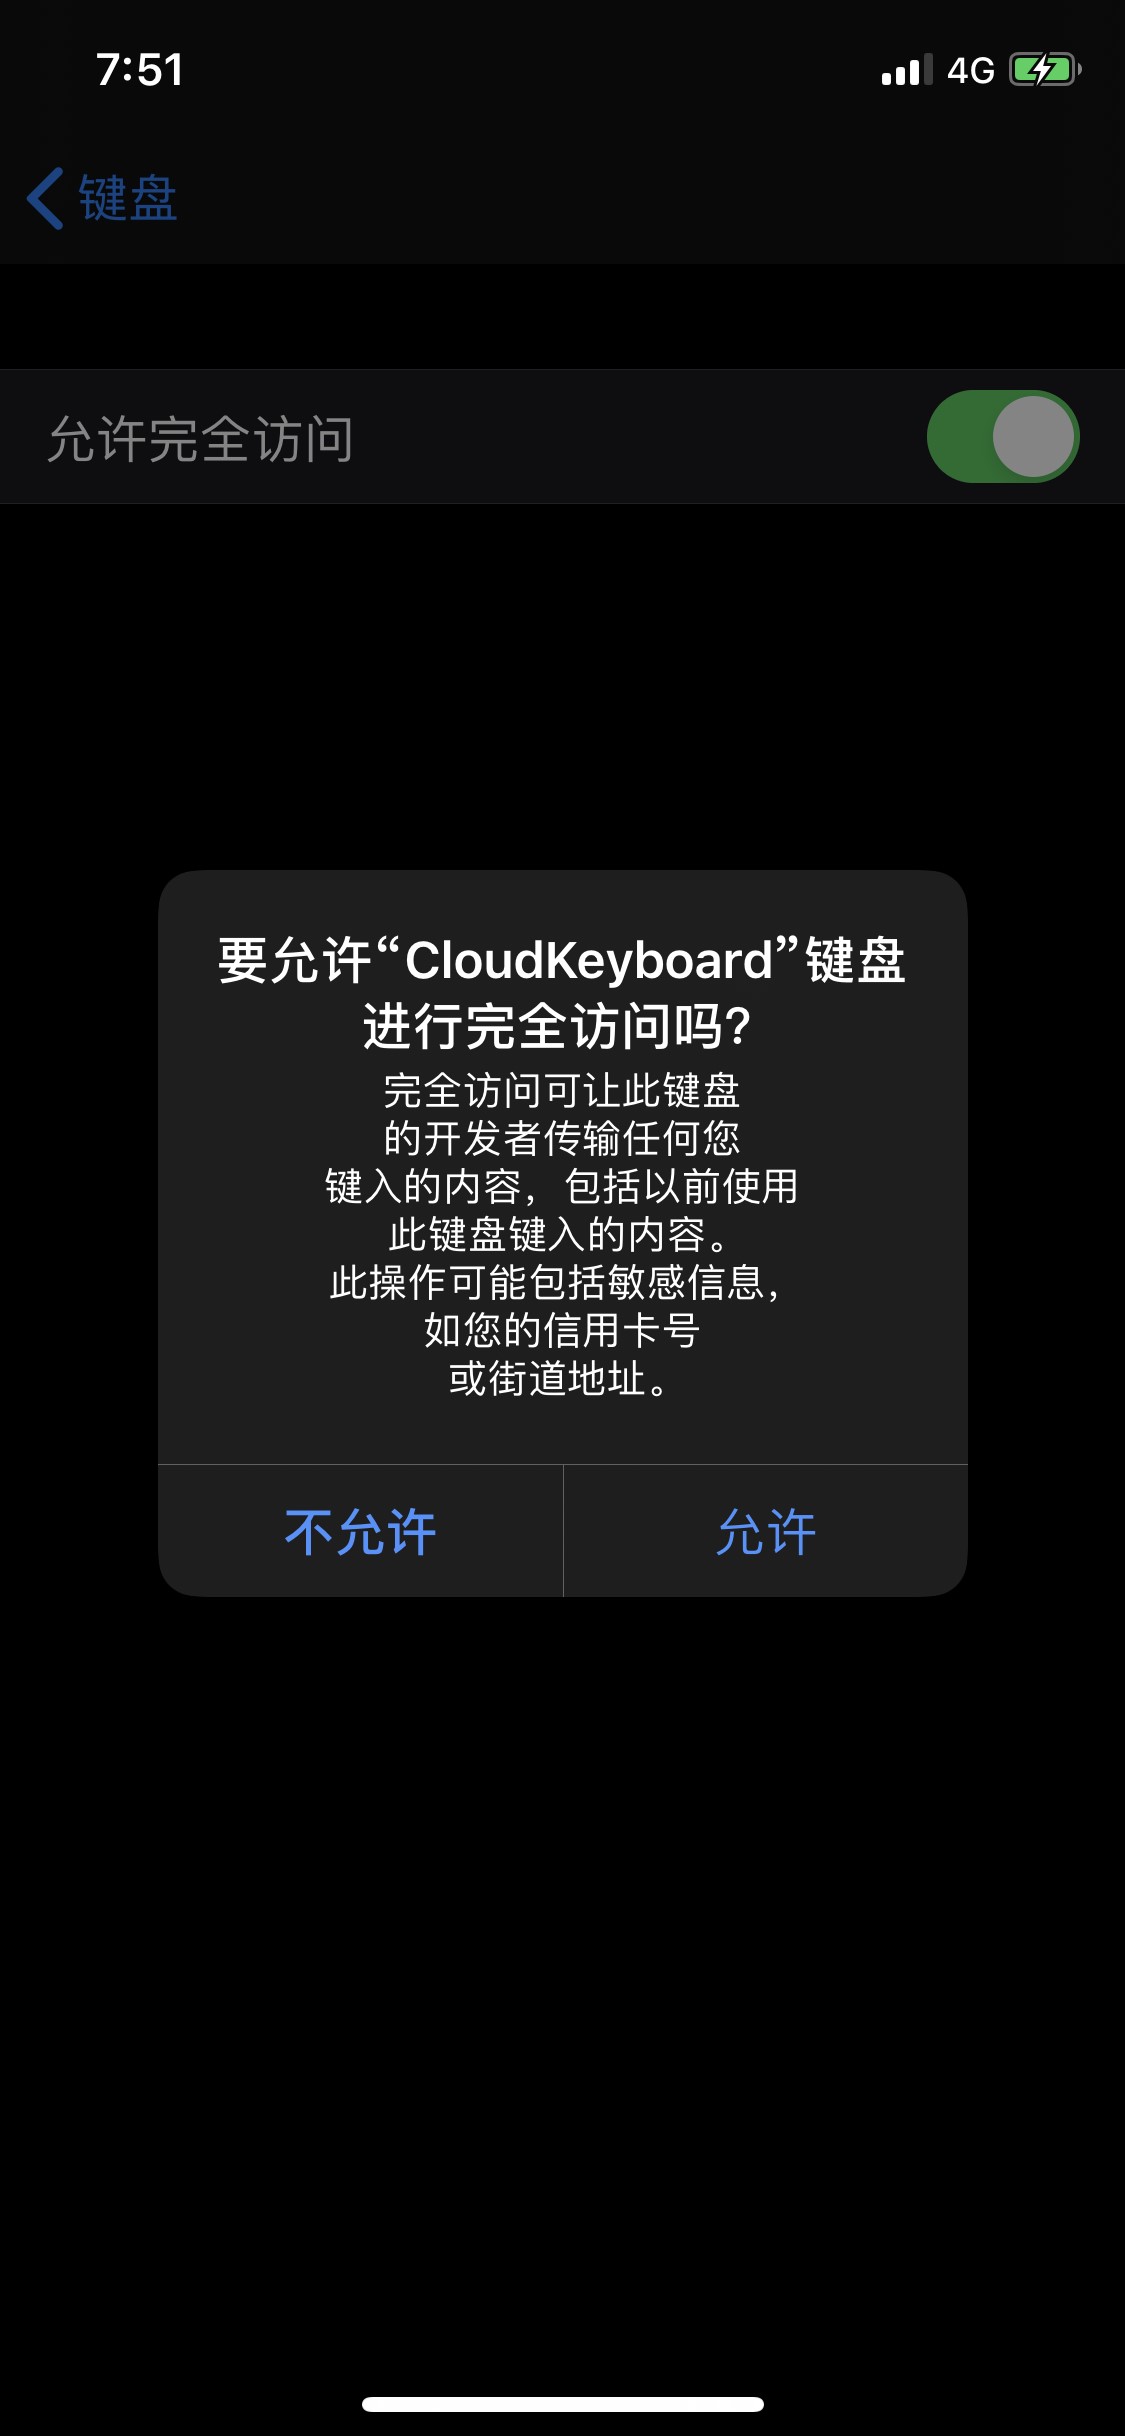 7:51
4G
键盘
允许完全访问
要允许“CloudKeyboard”键盘
进行完全访问吗?
完全访问可让此键盘
的开发者传输任何您
键入的内容，包括以前使用
此键盘键入的内容。
此操作可能包括敏感信息，
如您的信用卡号
或街道地址。
不允许
允许